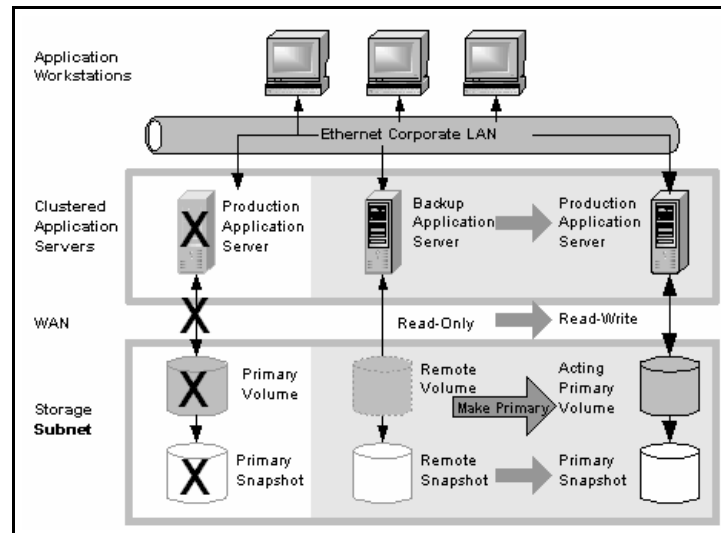 Application
Workstations
Ethernet Corporate LAN
Clustered
Application
Servers
X
Production
Application
Server
Backup
Application
Server
Production
Application
Server
WAN
X
Read-Only
Read-Write
Storage
Subnet
X
Primary
Volume
Remote
Volume
Make Primary
Acting
Primary
Volume
X
Primary
Snapshot
Remote
Snapshot
Primary
Snapshot